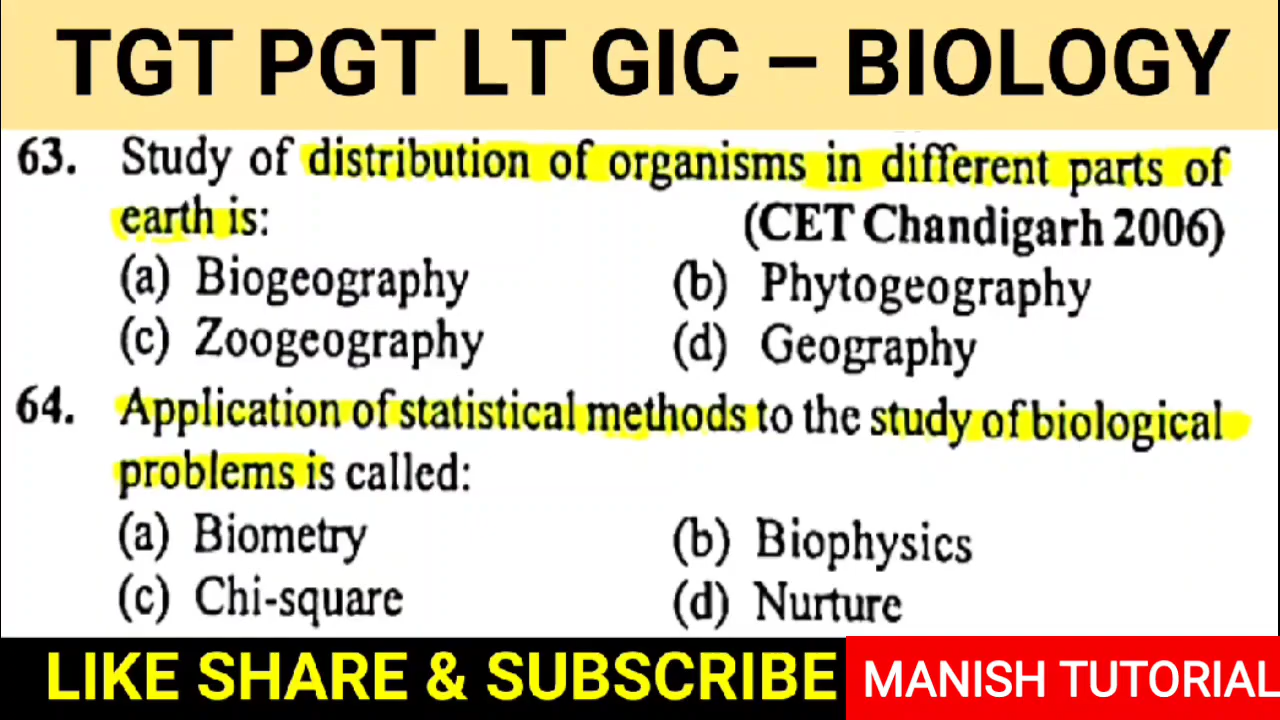 TGT PGT LT GIC – BIOLOGY
63. Study of distribution of organisms in different parts of
earth is: (CET Chandigarh 2006)
(a) Biogeography (b) Phytogeography
(c) Zoogeography (d) Geography
64. Application of statistical methods to the study of biological
problems is called:
(a) Biometry (b) Biophysics
(c) Chi-square (d) Nurture
LIKE SHARE & SUBSCRIBE MANISH TUTORIAL